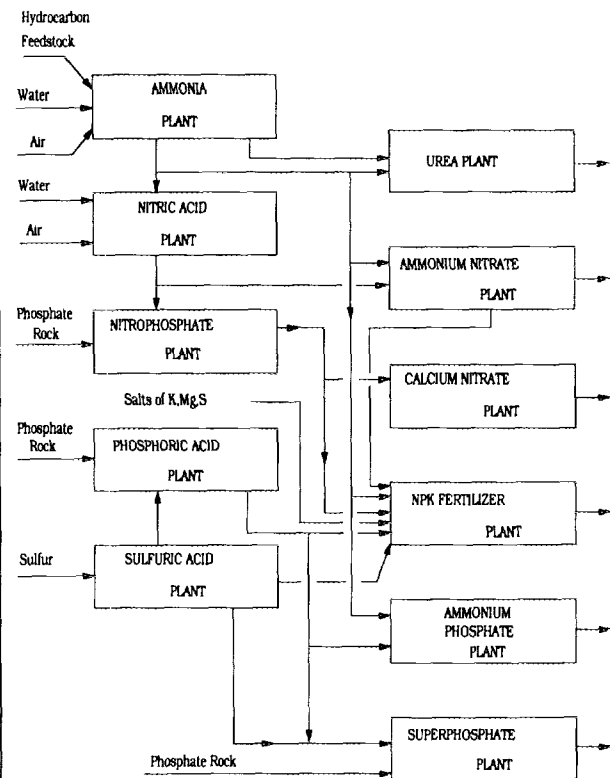 Hydrocarbon
Feedstock
Water
Air
AMMONIA
PLANT
UREA PLANT
Water
Air
NITRIC ACID
PLANT
AMMONIUM NITRATE
PLANT
Phosphate
Rock
NITROPHOSPHATE
PLANT
CALCIUM NITRATE
PLANT
Salts of K,Mg,S
Phosphate
Rock
PHOSPHORIC ACID
PLANT
NPK FERTILIZER
PLANT
Sulfur
SULFURIC ACID
PLANT
AMMONIUM
PHOSPHATE
PLANT
SUPERPHOSPHATE
PLANT
Phosphate Rock